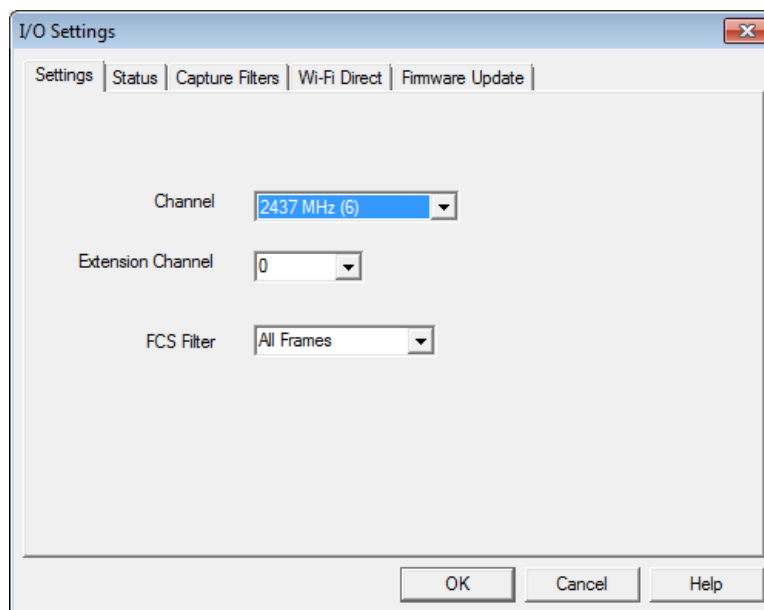 I/O Settings
Settings Status Capture Filters Wi-Fi Direct Firmware Update
Channel 2437 MHz (6)
Extension Channel 0
FCS Filter All Frames
OK Cancel Help